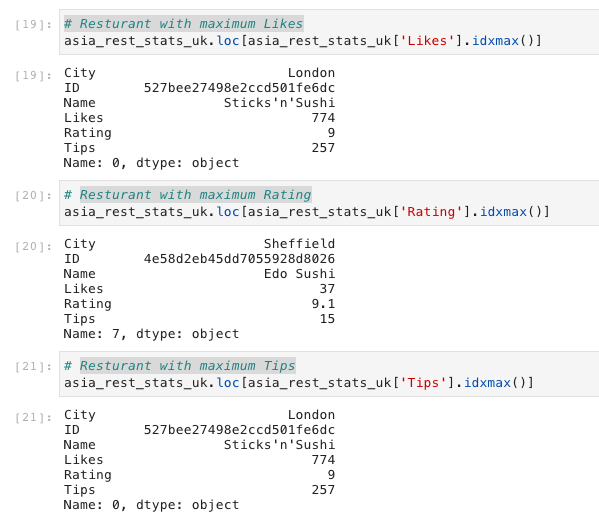 [19]: # Resturant with maximum Likes
asia_rest_stats_uk.loc[asia_rest_stats_uk['Likes'].idxmax()]
[19]: City London
ID 527bee27498e2ccd501fe6dc
Name Sticks'n'Sushi
Likes 774
Rating 9
Tips 257
Name: 0, dtype: object
[20]: # Resturant with maximum Rating
asia_rest_stats_uk.loc[asia_rest_stats_uk['Rating'].idxmax()]
[20]: City Sheffield
ID 4e58d2eb45dd7055928d8026
Name Edo Sushi
Likes 37
Rating 9.1
Tips 15
Name: 7, dtype: object
[21]: # Resturant with maximum Tips
asia_rest_stats_uk.loc[asia_rest_stats_uk['Tips'].idxmax()]
[21]: City London
ID 527bee27498e2ccd501fe6dc
Name Sticks'n'Sushi
Likes 774
Rating 9
Tips 257
Name: 0, dtype: object